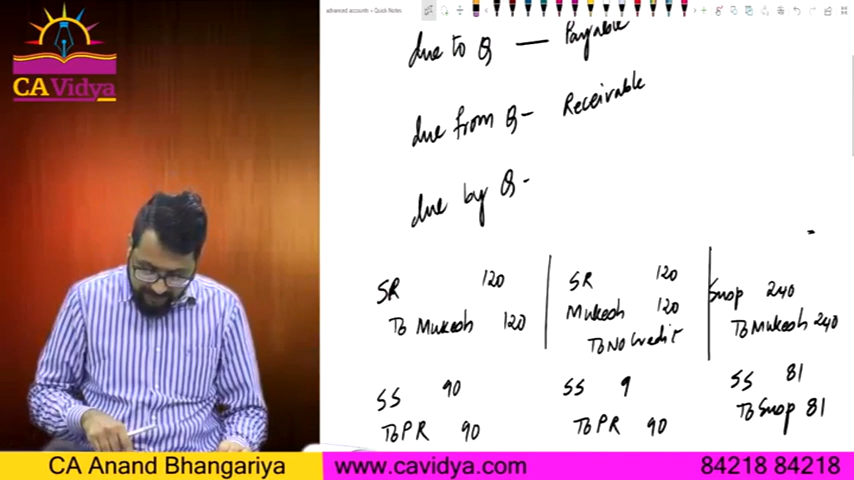 advanced accounts - Quick Notes
CA Vidya
due to Q — Payable
due from Q - Receivable
due by Q -
=
SR 120
To Mukesh 120
SR 120
Mukesh 120
To No Credit
Susp 240
To Mukesh 240
SS 90
To PR 90
SS 9
To PR 90
SS 81
To Susp 81
CA Anand Bhangariya
www.cavidya.com
84218 84218